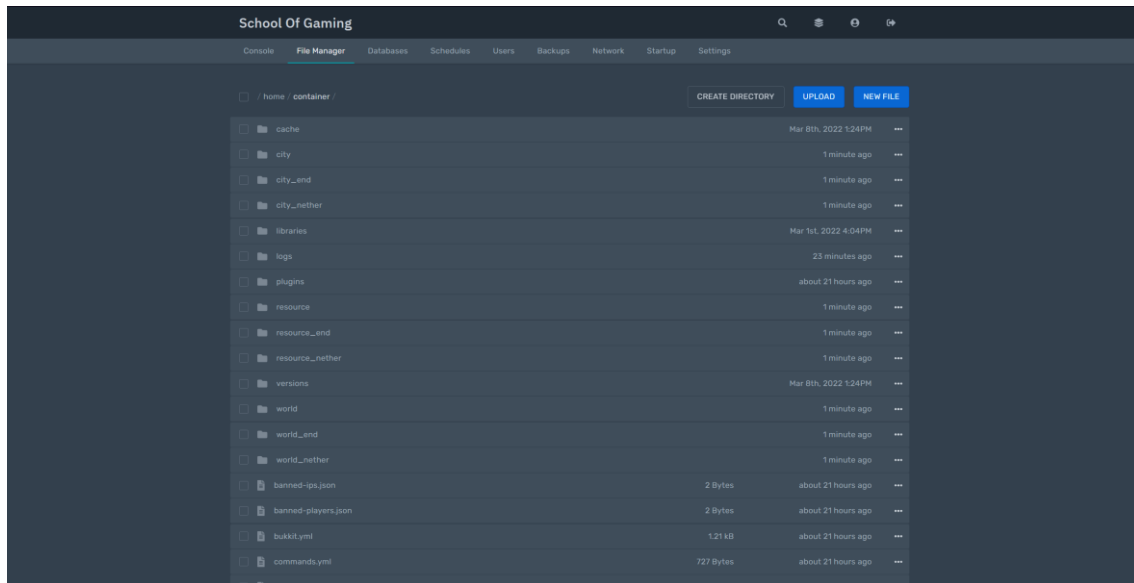 School Of Gaming
Console File Manager Databases Schedules Users Backups Network Startup Settings
/ home / container / CREATE DIRECTORY UPLOAD NEW FILE
cache Mar 8th, 2022 1:24PM
city 1 minute ago
city_end 1 minute ago
city_nether 1 minute ago
libraries Mar 1st, 2022 4:04PM
logs 23 minutes ago
plugins about 21 hours ago
resource 1 minute ago
resource_end 1 minute ago
resource_nether 1 minute ago
versions Mar 8th, 2022 1:24PM
world 1 minute ago
world_end 1 minute ago
world_nether 1 minute ago
banned-ips.json 2 Bytes about 21 hours ago
banned-players.json 2 Bytes about 21 hours ago
bukkit.yml 1.21 kB about 21 hours ago
commands.yml 727 Bytes about 21 hours ago